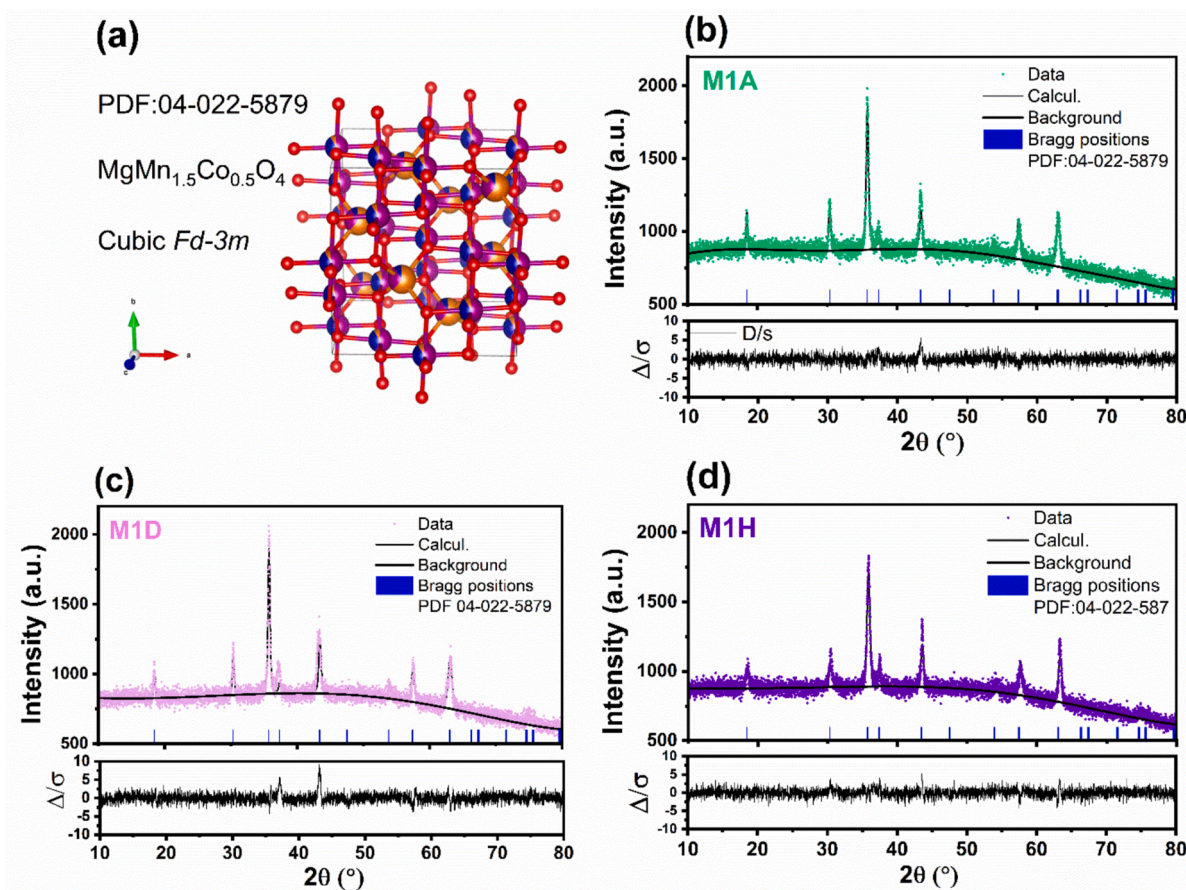 (a)
PDF:04-022-5879
MgMn1.5Co0.5O4
Cubic Fd-3m
b
a
c
(b)
M1A
Data
Calcul.
Background
Bragg positions
PDF:04-022-5879
Intensity (a.u.)
2000
1500
1000
500
D/s
Δ/σ
10
5
0
-5
-10
10 20 30 40 50 60 70 80
2θ (°)
(c)
M1D
Data
Calcul.
Background
Bragg positions
PDF 04-022-5879
Intensity (a.u.)
2000
1500
1000
500
Δ/σ
10
5
0
-5
-10
10 20 30 40 50 60 70 80
2θ (°)
(d)
M1H
Data
Calcul.
Background
Bragg positions
PDF:04-022-587
Intensity (a.u.)
2000
1500
1000
500
Δ/σ
10
5
0
-5
-10
10 20 30 40 50 60 70 80
2θ (°)